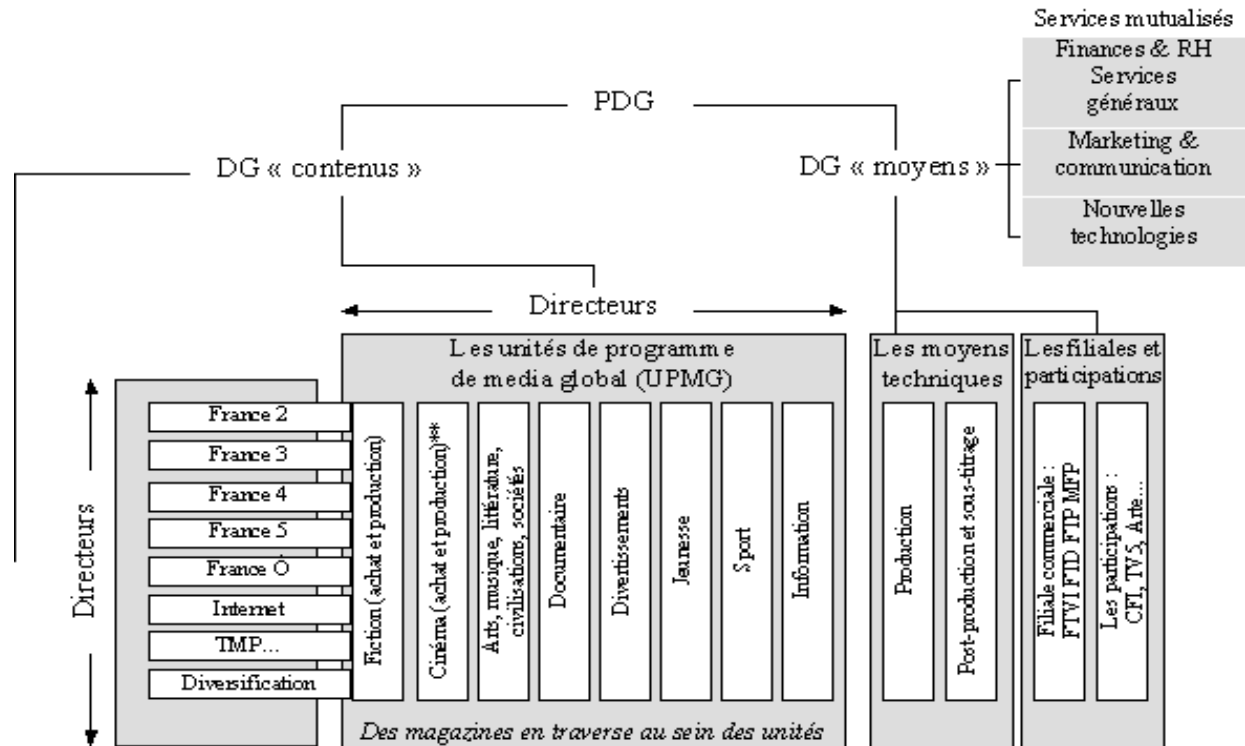 Services mutualisés
Finances & RH
Services
généraux
Marketing &
communication
Nouvelles
technologies
PDG
DG « contenus »
DG « moyens »
Directeurs
Les unités de programme
de media global (UPMG)
Les moyens
techniques
Les filiales et
participations
Directeurs
France 2
France 3
France 4
France 5
France Ô
Internet
TMP...
Diversification
Fiction (achat et production)
Cinéma (achat et production)**
Arts, musique, littérature,
civilisations, sociétés
Documentaire
Divertissements
Jeunesse
Sport
Information
Production
Post-production et sous-titrage
Filiale commerciale :
FTVI FTD FTP MFP
Les participations :
CFI, TV5, Arte...
Des magazines en traverse au sein des unités